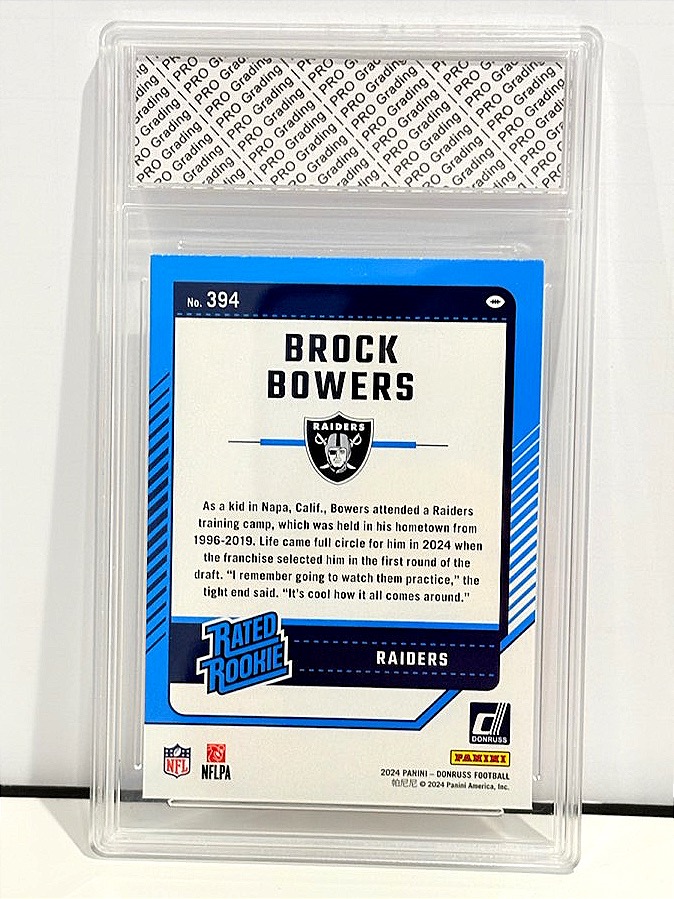 PRO Grading PRO Grading PRO Grading
No. 394
BROCK
BOWERS
RAIDERS
As a kid in Napa, Calif., Bowers attended a Raiders
training camp, which was held in his hometown from
1996-2019. Life came full circle for him in 2024 when
the franchise selected him in the first round of the
draft. “I remember going to watch them practice,” the
tight end said. “It's cool how it all comes around.”
RATED
ROOKIE
RAIDERS
DONRUSS
PANINI
NFL
NFLPA
2024 PANINI – DONRUSS FOOTBALL
帕尼尼 © 2024 Panini America, Inc.